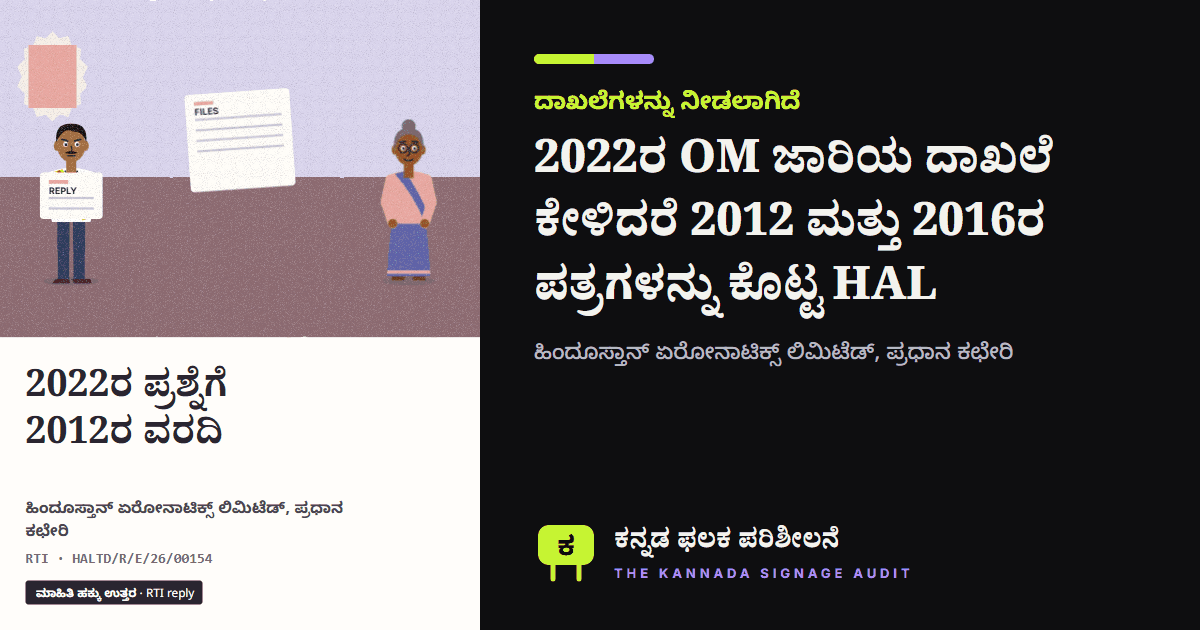 FILES
REPLY
2022ರ ಪ್ರಶ್ನೆಗೆ
2012ರ ವರದಿ
ಹಿಂದೂಸ್ತಾನ್ ಏರೋನಾಟಿಕ್ಸ್ ಲಿಮಿಟೆಡ್, ಪ್ರಧಾನ
ಕಛೇರಿ
RTI · HALTD/R/E/26/00154
ಮಾಹಿತಿ ಹಕ್ಕು ಉತ್ತರ · RTI reply
ದಾಖಲೆಗಳನ್ನು ನೀಡಲಾಗಿದೆ
2022ರ OM ಜಾರಿಯ ದಾಖಲೆ
ಕೇಳಿದರೆ 2012 ಮತ್ತು 2016ರ
ಪತ್ರಗಳನ್ನು ಕೊಟ್ಟ HAL
ಹಿಂದೂಸ್ತಾನ್ ಏರೋನಾಟಿಕ್ಸ್ ಲಿಮಿಟೆಡ್, ಪ್ರಧಾನ ಕಛೇರಿ
ಕ
ಕನ್ನಡ ಫಲಕ ಪರಿಶೀಲನೆ
THE KANNADA SIGNAGE AUDIT